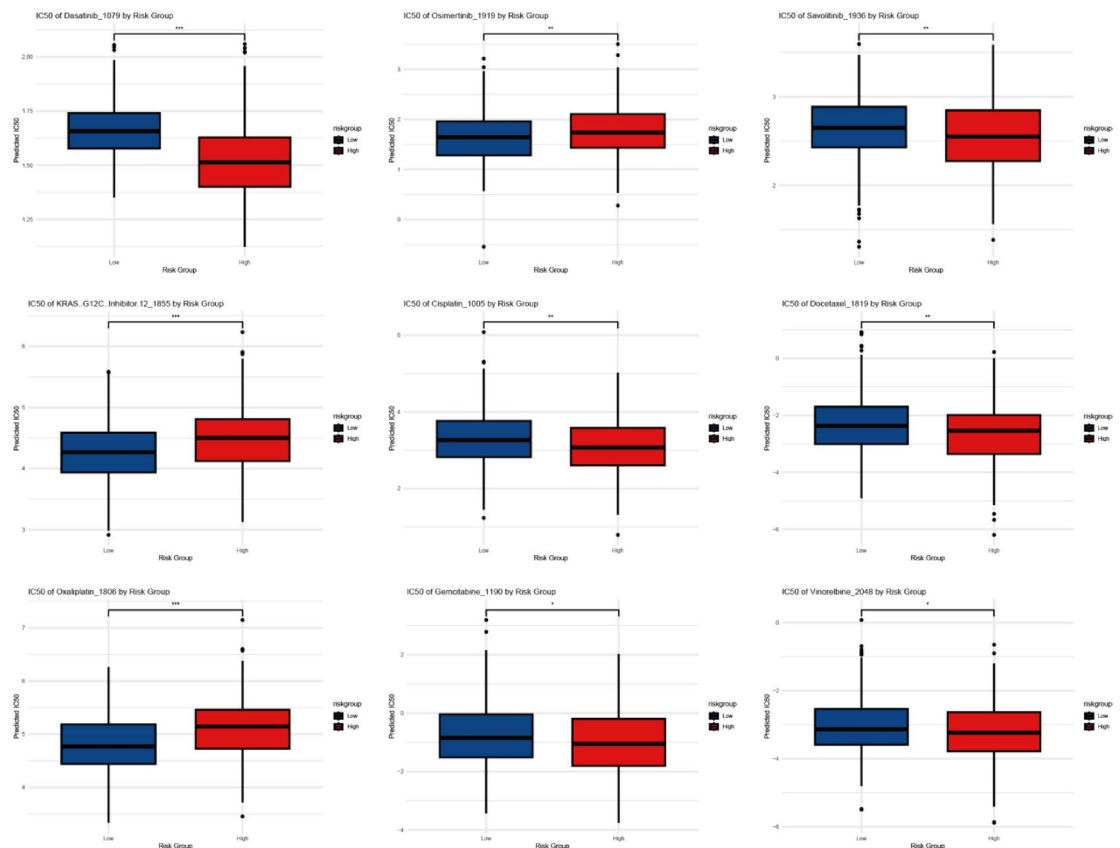 IC50 of Dasatinib_1079 by Risk Group
***
2.00
1.75
1.50
1.25
Predicted IC50
Low
High
Risk Group
riskgroup
Low
High
IC50 of Osimertinib_1919 by Risk Group
**
3
2
1
0
Predicted IC50
Low
High
Risk Group
riskgroup
Low
High
IC50 of Savolitinib_1936 by Risk Group
**
3
2
Predicted IC50
Low
High
Risk Group
riskgroup
Low
High
IC50 of KRAS..G12C..Inhibitor.12_1855 by Risk Group
***
6
5
4
3
Predicted IC50
Low
High
Risk Group
riskgroup
Low
High
IC50 of Cisplatin_1005 by Risk Group
**
6
4
2
Predicted IC50
Low
High
Risk Group
riskgroup
Low
High
IC50 of Docetaxel_1819 by Risk Group
**
0
−2
−4
−6
Predicted IC50
Low
High
Risk Group
riskgroup
Low
High
IC50 of Oxaliplatin_1806 by Risk Group
***
7
6
5
4
Predicted IC50
Low
High
Risk Group
riskgroup
Low
High
IC50 of Gemcitabine_1190 by Risk Group
*
2
0
−2
−4
Predicted IC50
Low
High
Risk Group
riskgroup
Low
High
IC50 of Vinorelbine_2048 by Risk Group
*
0
−2
−4
−6
Predicted IC50
Low
High
Risk Group
riskgroup
Low
High